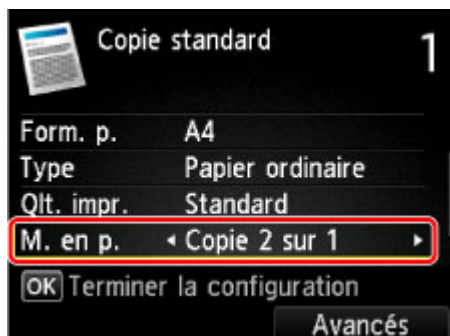 Copie standard 1
Form. p. A4
Type Papier ordinaire
Qlt. impr. Standard
M. en p. Copie 2 sur 1
OK Terminer la configuration
Avancés